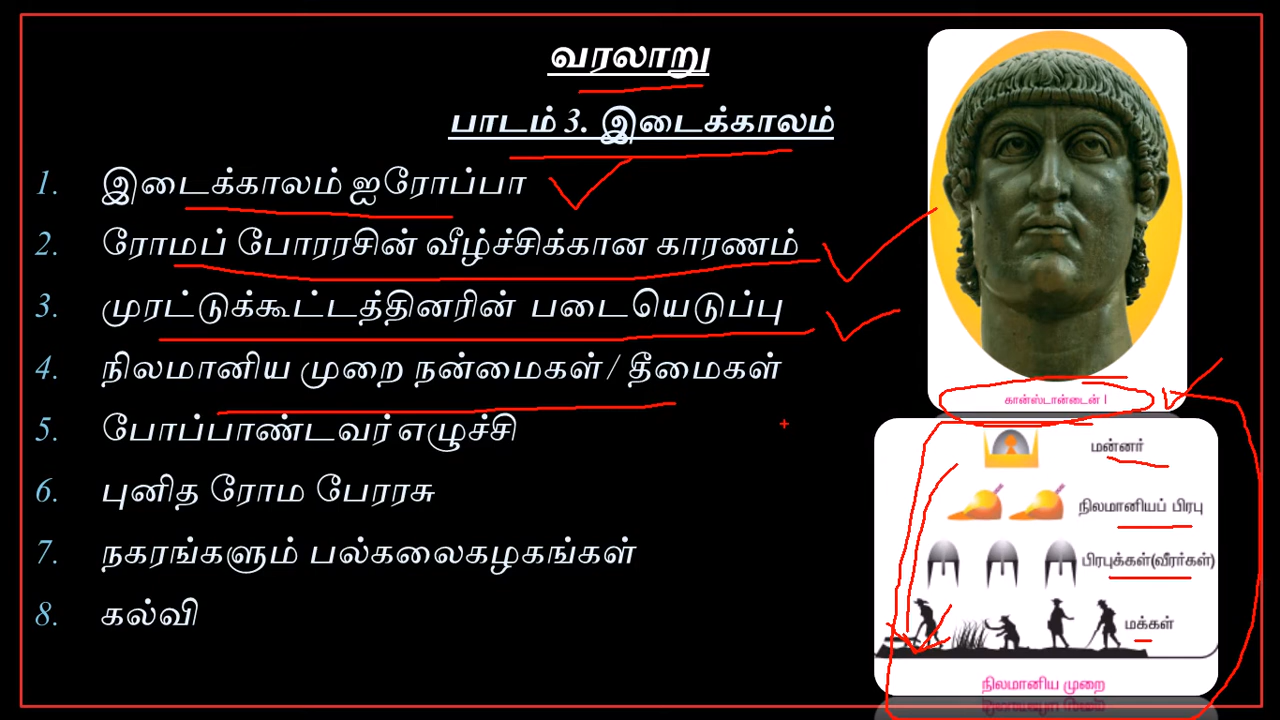 வரலாறு
பாடம் 3. இடைக்காலம்
1. இடைக்காலம் ஐரோப்பா
2. ரோமப் போரரசின் வீழ்ச்சிக்கான காரணம்
3. முரட்டுக்கூட்டத்தினரின் படையெடுப்பு
4. நிலமானிய முறை நன்மைகள் / தீமைகள்
5. போப்பாண்டவர் எழுச்சி
6. புனித ரோம பேரரசு
7. நகரங்களும் பல்கலைகழகங்கள்
8. கல்வி
கான்ஸ்டான்டைன் I
மன்னர்
நிலமானியப் பிரபு
பிரபுக்கள்(வீரர்கள்)
மக்கள்
நிலமானிய முறை